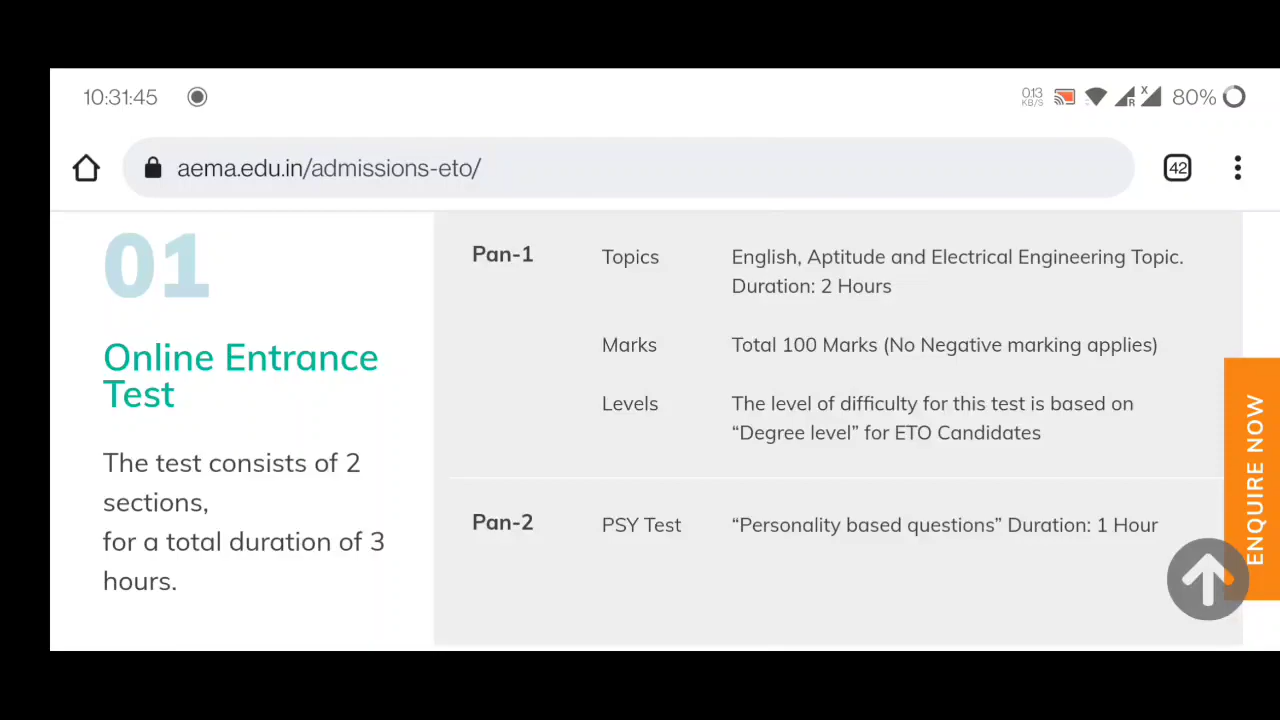 10:31:45
0.13
KB/S
R
X
80%
aema.edu.in/admissions-eto/
42
01
Online Entrance
Test
The test consists of 2
sections,
for a total duration of 3
hours.
Pan-1
Topics
English, Aptitude and Electrical Engineering Topic.
Duration: 2 Hours
Marks
Total 100 Marks (No Negative marking applies)
Levels
The level of difficulty for this test is based on
“Degree level” for ETO Candidates
Pan-2
PSY Test
“Personality based questions” Duration: 1 Hour
ENQUIRE NOW